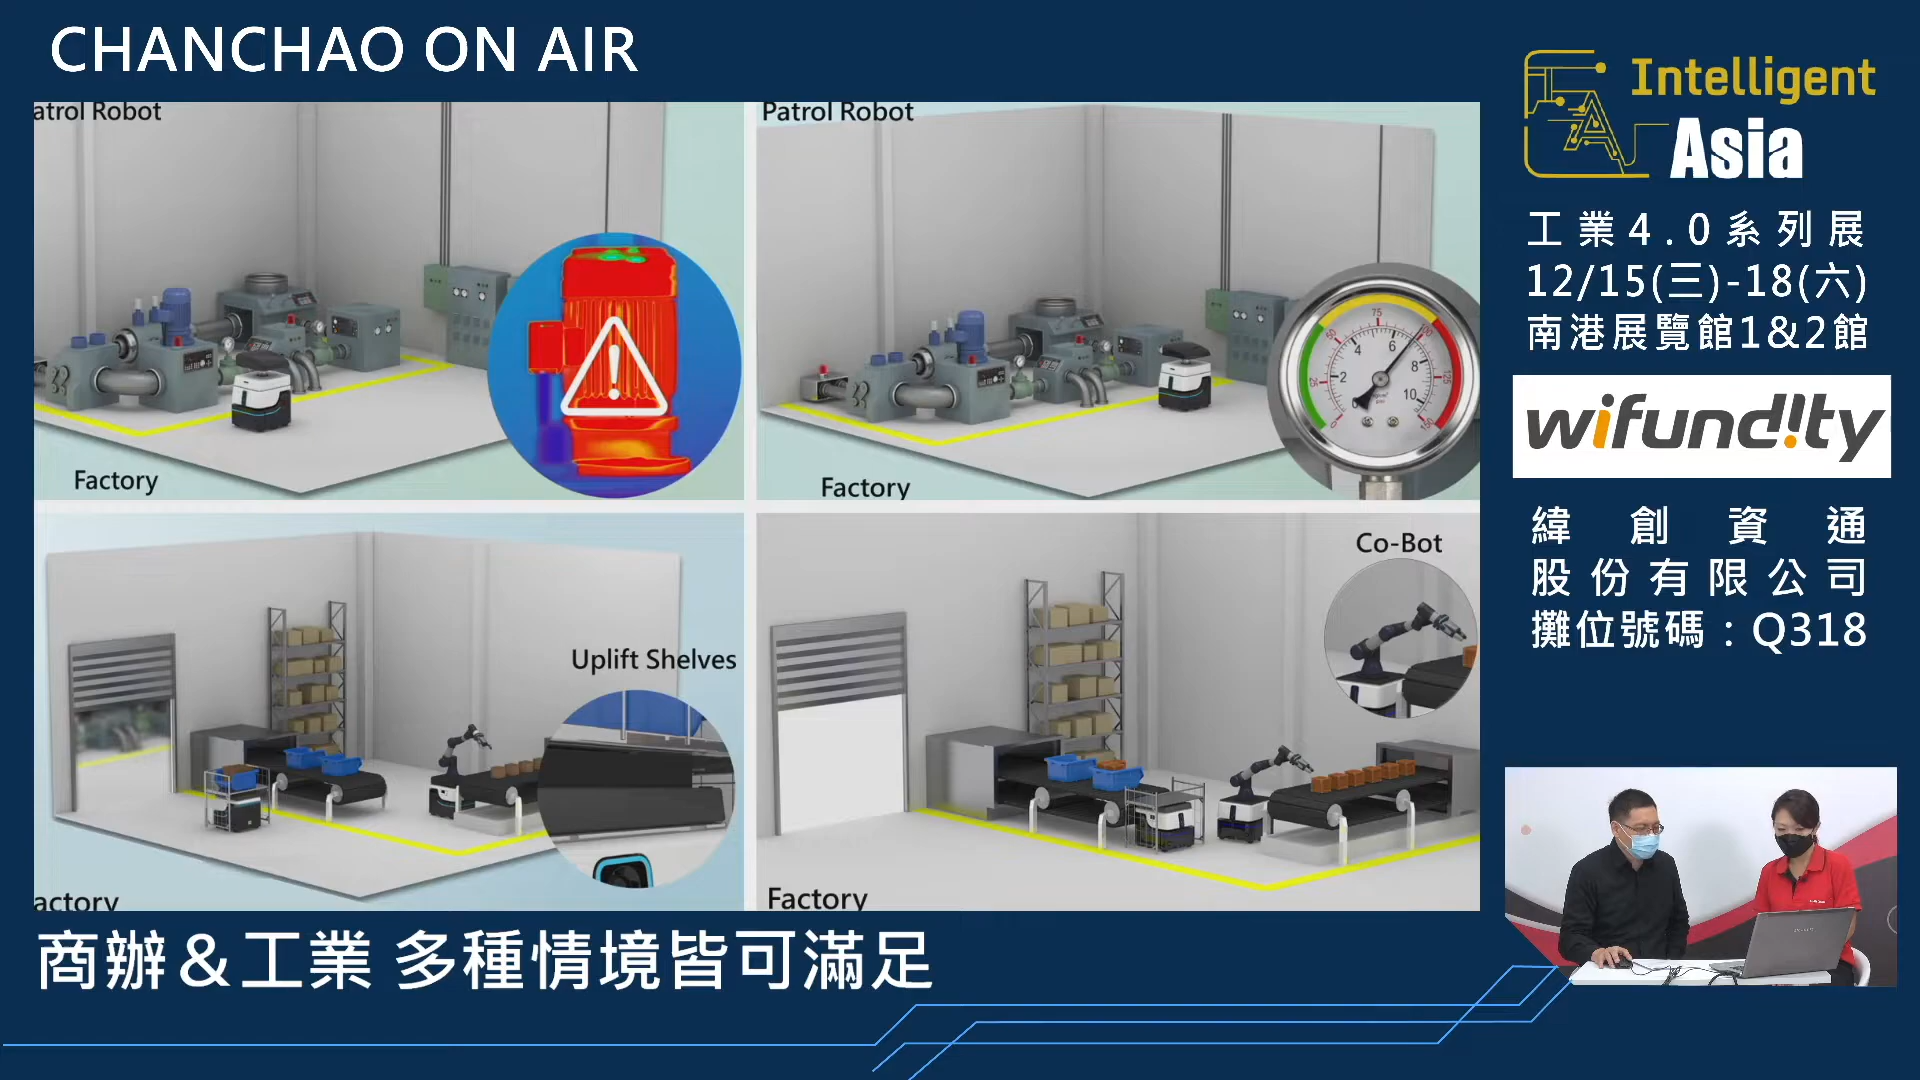 CHANCHAO ON AIR
atrol Robot
Factory
Patrol Robot
Factory
Uplift Shelves
actory
Co-Bot
Factory
商辦&工業 多種情境皆可滿足
Intelligent
Asia
工業4.0系列展
12/15(三)-18(六)
南港展覽館1&2館
wifund!ty
緯創資通
股份有限公司
攤位號碼：Q318